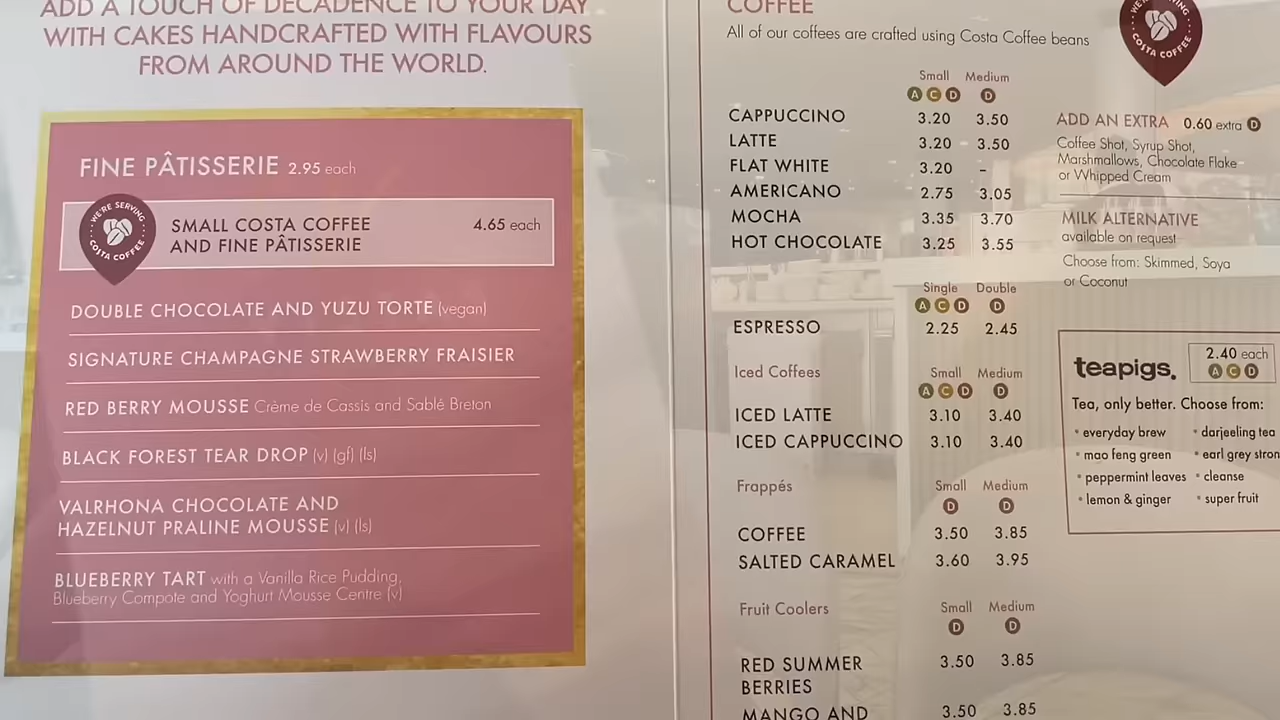 ADD A TOUCH OF DECADENCE TO YOUR DAY
WITH CAKES HANDCRAFTED WITH FLAVOURS
FROM AROUND THE WORLD.
FINE PÂTISSERIE 2.95 each
WE'RE SERVING
COSTA COFFEE
SMALL COSTA COFFEE
AND FINE PÂTISSERIE
4.65 each
DOUBLE CHOCOLATE AND YUZU TORTE (vegan)
SIGNATURE CHAMPAGNE STRAWBERRY FRAISIER
RED BERRY MOUSSE Crème de Cassis and Sablé Breton
BLACK FOREST TEAR DROP (v) (gf) (ls)
VALRHONA CHOCOLATE AND
HAZELNUT PRALINE MOUSSE (v) (ls)
BLUEBERRY TART with a Vanilla Rice Pudding,
Blueberry Compote and Yoghurt Mousse Centre (v)
COFFEE
All of our coffees are crafted using Costa Coffee beans
WE'RE SERVING
COSTA COFFEE
Small Medium
A C D D
CAPPUCCINO 3.20 3.50
LATTE 3.20 3.50
FLAT WHITE 3.20 -
AMERICANO 2.75 3.05
MOCHA 3.35 3.70
HOT CHOCOLATE 3.25 3.55
Single Double
A C D D
ESPRESSO 2.25 2.45
Iced Coffees Small Medium
A C D D
ICED LATTE 3.10 3.40
ICED CAPPUCCINO 3.10 3.40
Frappés Small Medium
D D
COFFEE 3.50 3.85
SALTED CARAMEL 3.60 3.95
Fruit Coolers Small Medium
D D
RED SUMMER 3.50 3.85
BERRIES
MANGO AND 3.50 3.85
ADD AN EXTRA 0.60 extra D
Coffee Shot, Syrup Shot,
Marshmallows, Chocolate Flake
or Whipped Cream
MILK ALTERNATIVE
available on request
Choose from: Skimmed, Soya
or Coconut
teapigs.
2.40 each
A C D
Tea, only better. Choose from:
• everyday brew • darjeeling tea
• mao feng green • earl grey stron
• peppermint leaves • cleanse
• lemon & ginger • super fruit